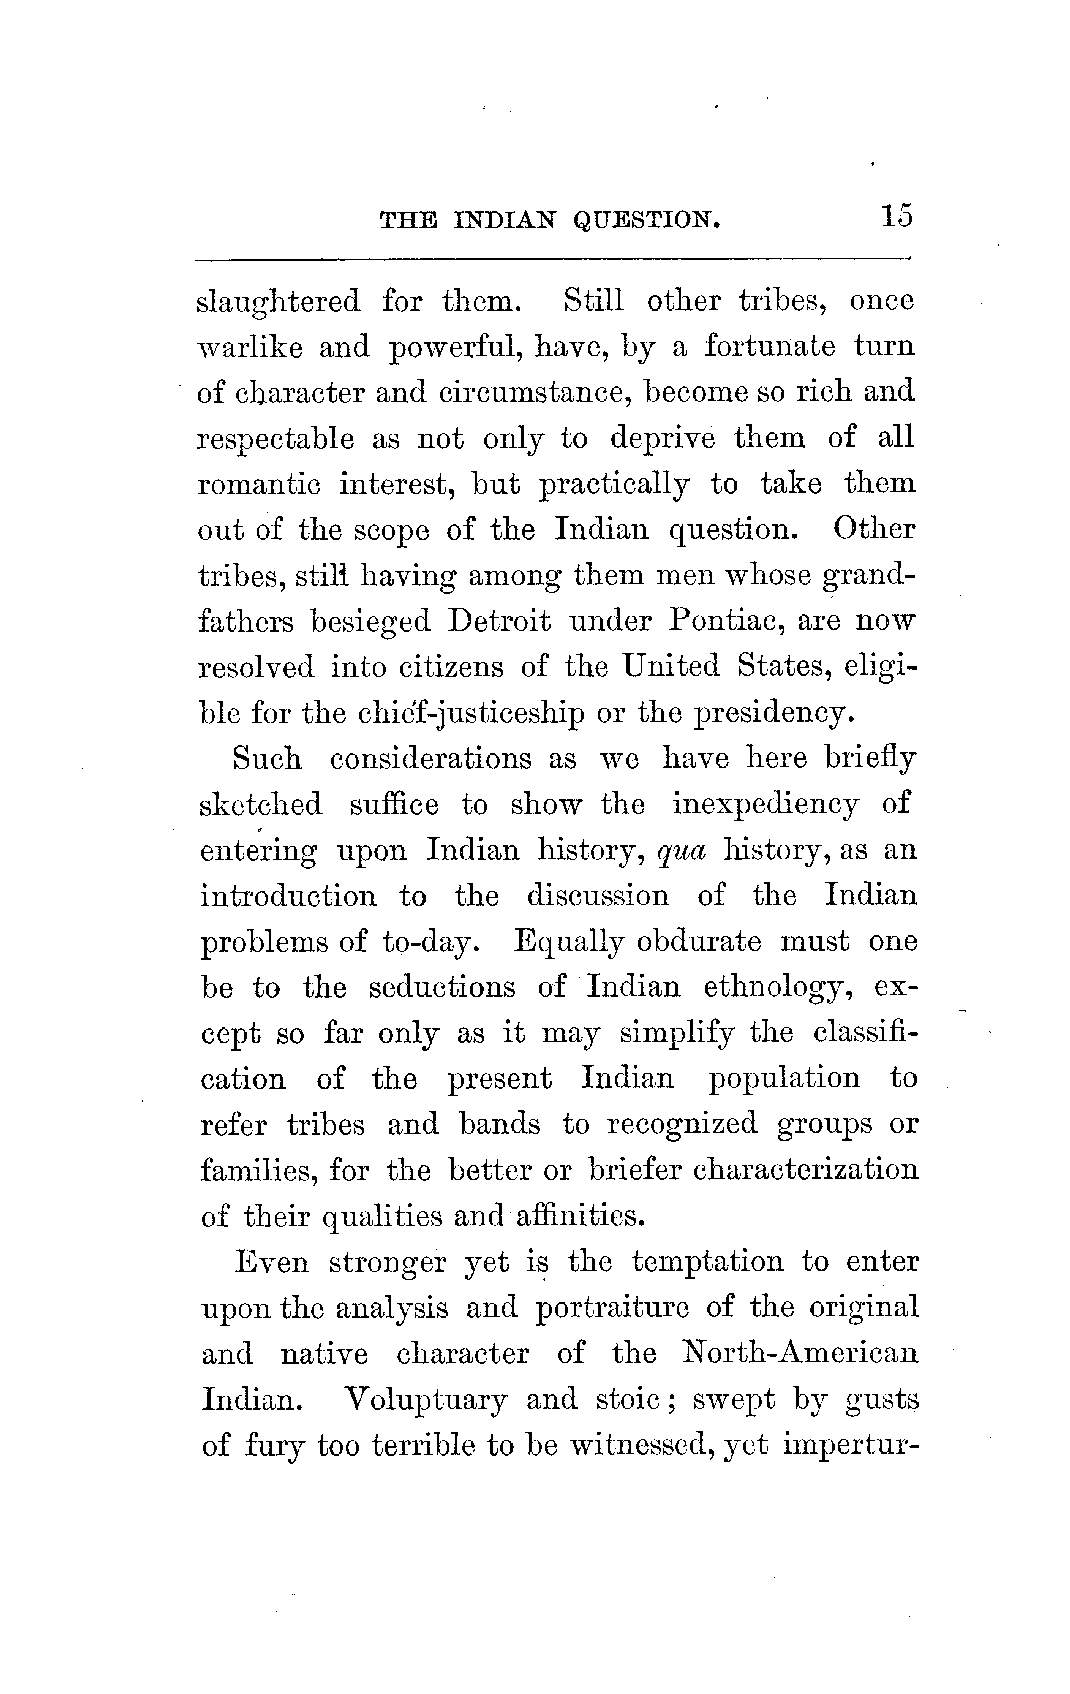 THE INDIAN QUESTION. 15
slaughtered for them. Still other tribes, once
warlike and powerful, have, by a fortunate turn
of character and circumstance, become so rich and
respectable as not only to deprive them of all
romantic interest, but practically to take them
out of the scope of the Indian question. Other
tribes, still having among them men whose grand-
fathers besieged Detroit under Pontiac, are now
resolved into citizens of the United States, eligi-
ble for the chief-justiceship or the presidency.
Such considerations as we have here briefly
sketched suffice to show the inexpediency of
entering upon Indian history, qua history, as an
introduction to the discussion of the Indian
problems of to-day. Equally obdurate must one
be to the seductions of Indian ethnology, ex-
cept so far only as it may simplify the classifi-
cation of the present Indian population to
refer tribes and bands to recognized groups or
families, for the better or briefer characterization
of their qualities and affinities.
Even stronger yet is the temptation to enter
upon the analysis and portraiture of the original
and native character of the North-American
Indian. Voluptuary and stoic; swept by gusts
of fury too terrible to be witnessed, yet impertur-